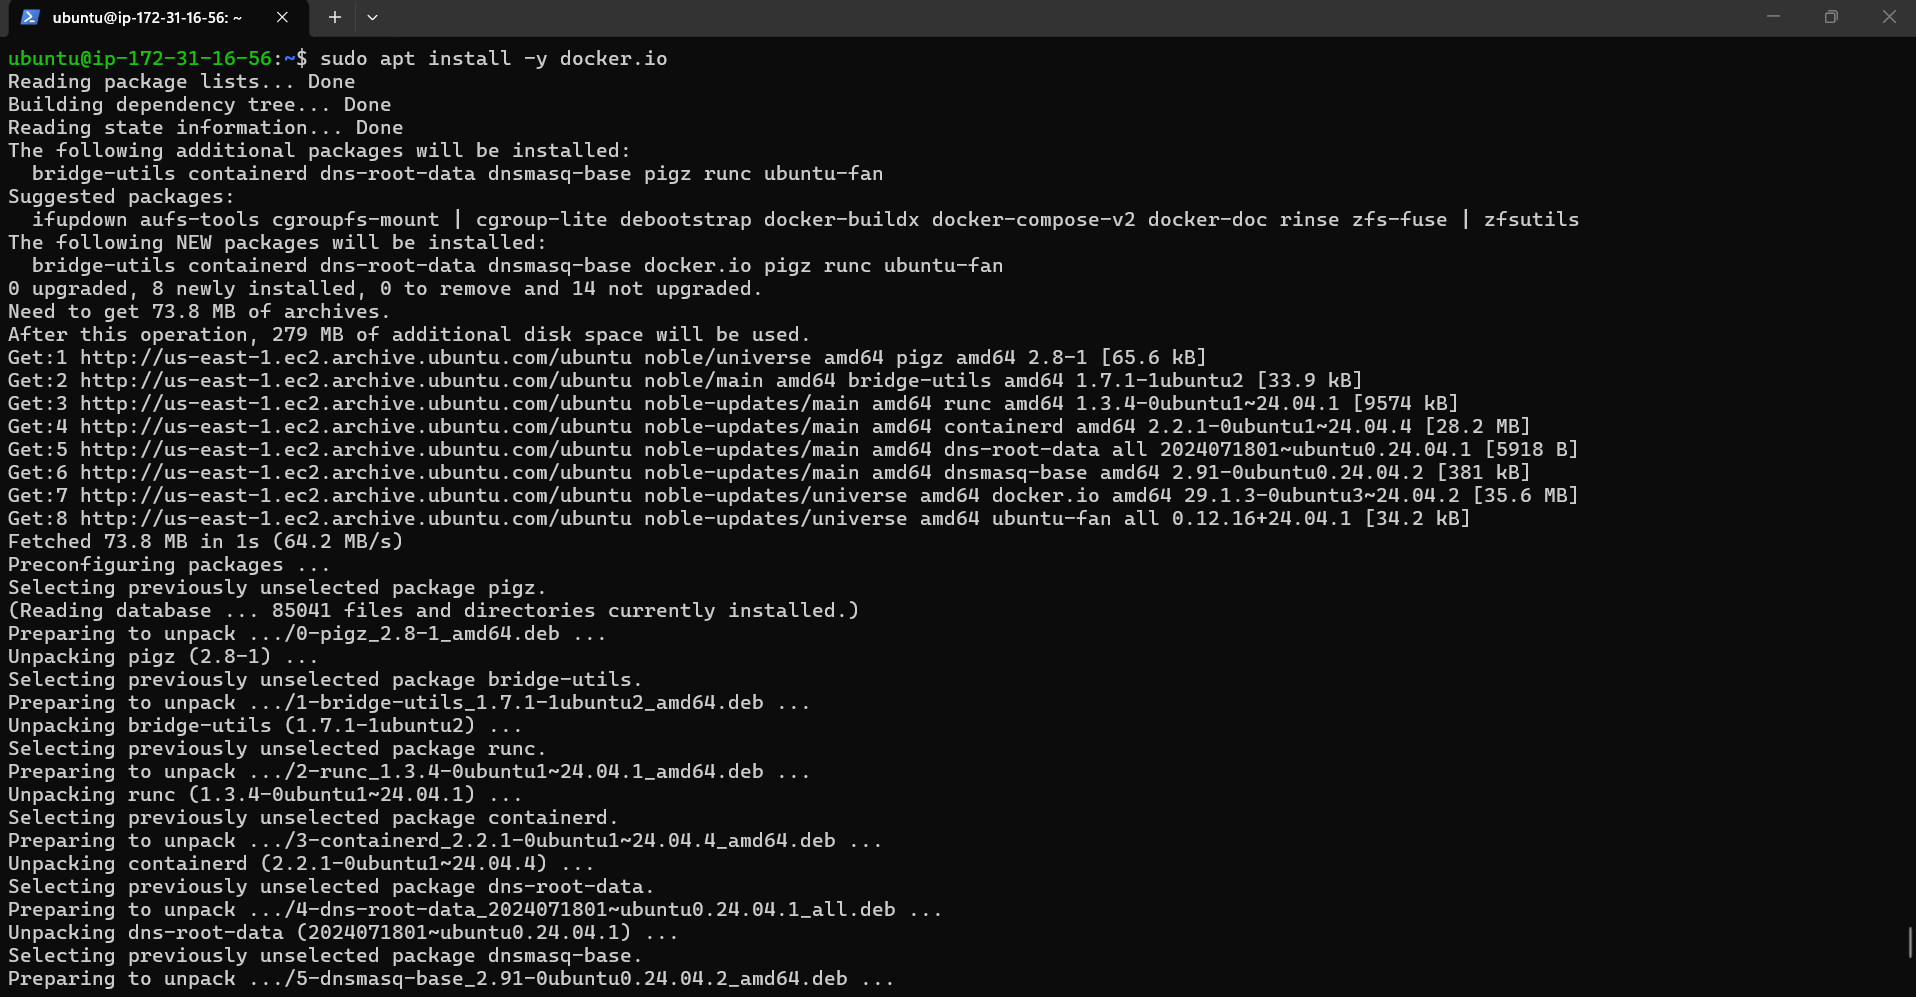 ubuntu@ip-172-31-16-56: ~
ubuntu@ip-172-31-16-56:~$ sudo apt install -y docker.io
Reading package lists... Done
Building dependency tree... Done
Reading state information... Done
The following additional packages will be installed:
  bridge-utils containerd dns-root-data dnsmasq-base pigz runc ubuntu-fan
Suggested packages:
  ifupdown aufs-tools cgroupfs-mount | cgroup-lite debootstrap docker-buildx docker-compose-v2 docker-doc rinse zfs-fuse | zfsutils
The following NEW packages will be installed:
  bridge-utils containerd dns-root-data dnsmasq-base docker.io pigz runc ubuntu-fan
0 upgraded, 8 newly installed, 0 to remove and 14 not upgraded.
Need to get 73.8 MB of archives.
After this operation, 279 MB of additional disk space will be used.
Get:1 http://us-east-1.ec2.archive.ubuntu.com/ubuntu noble/universe amd64 pigz amd64 2.8-1 [65.6 kB]
Get:2 http://us-east-1.ec2.archive.ubuntu.com/ubuntu noble/main amd64 bridge-utils amd64 1.7.1-1ubuntu2 [33.9 kB]
Get:3 http://us-east-1.ec2.archive.ubuntu.com/ubuntu noble-updates/main amd64 runc amd64 1.3.4-0ubuntu1~24.04.1 [9574 kB]
Get:4 http://us-east-1.ec2.archive.ubuntu.com/ubuntu noble-updates/main amd64 containerd amd64 2.2.1-0ubuntu1~24.04.4 [28.2 MB]
Get:5 http://us-east-1.ec2.archive.ubuntu.com/ubuntu noble-updates/main amd64 dns-root-data all 2024071801~ubuntu0.24.04.1 [5918 B]
Get:6 http://us-east-1.ec2.archive.ubuntu.com/ubuntu noble-updates/main amd64 dnsmasq-base amd64 2.91-0ubuntu0.24.04.2 [381 kB]
Get:7 http://us-east-1.ec2.archive.ubuntu.com/ubuntu noble-updates/universe amd64 docker.io amd64 29.1.3-0ubuntu3~24.04.2 [35.6 MB]
Get:8 http://us-east-1.ec2.archive.ubuntu.com/ubuntu noble-updates/universe amd64 ubuntu-fan all 0.12.16+24.04.1 [34.2 kB]
Fetched 73.8 MB in 1s (64.2 MB/s)
Preconfiguring packages ...
Selecting previously unselected package pigz.
(Reading database ... 85041 files and directories currently installed.)
Preparing to unpack .../0-pigz_2.8-1_amd64.deb ...
Unpacking pigz (2.8-1) ...
Selecting previously unselected package bridge-utils.
Preparing to unpack .../1-bridge-utils_1.7.1-1ubuntu2_amd64.deb ...
Unpacking bridge-utils (1.7.1-1ubuntu2) ...
Selecting previously unselected package runc.
Preparing to unpack .../2-runc_1.3.4-0ubuntu1~24.04.1_amd64.deb ...
Unpacking runc (1.3.4-0ubuntu1~24.04.1) ...
Selecting previously unselected package containerd.
Preparing to unpack .../3-containerd_2.2.1-0ubuntu1~24.04.4_amd64.deb ...
Unpacking containerd (2.2.1-0ubuntu1~24.04.4) ...
Selecting previously unselected package dns-root-data.
Preparing to unpack .../4-dns-root-data_2024071801~ubuntu0.24.04.1_all.deb ...
Unpacking dns-root-data (2024071801~ubuntu0.24.04.1) ...
Selecting previously unselected package dnsmasq-base.
Preparing to unpack .../5-dnsmasq-base_2.91-0ubuntu0.24.04.2_amd64.deb ...